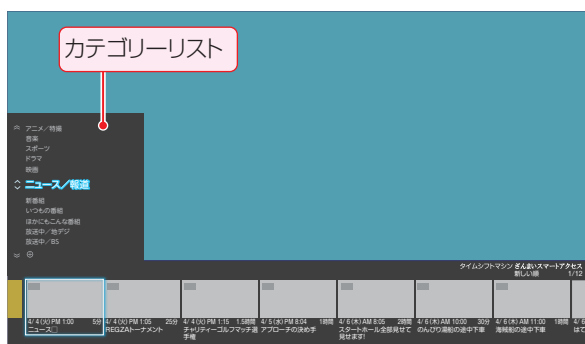 カテゴリーリスト
アニメ/特撮
音楽
スポーツ
ドラマ
映画
ニュース/報道
新番組
いつもの番組
ほかにもこんな番組
放送中/地デジ
放送中/BS
タイムシフトマシン ざんまいスマートアクセス
新しい順 1/12
4/ 4 (火) PM 1:00 5分
ニュース□
4/ 4 (火) PM 1:05 25分
REGZAトーナメント
4/ 4 (火) PM 1:15 1.5時間
チャリティーゴルフマッチ選
手権
4/ 5 (水) PM 8:04 1時間
アプローチの決め手
4/ 6 (木) AM 8:05 2時間
スタートホール全部見せて
見せます!
4/ 6 (木) AM 10:00 30分
のんびり湯船の途中下車
4/ 6 (木) AM 11:00 1時間
海賊船の途中下車
4/ 6
はて